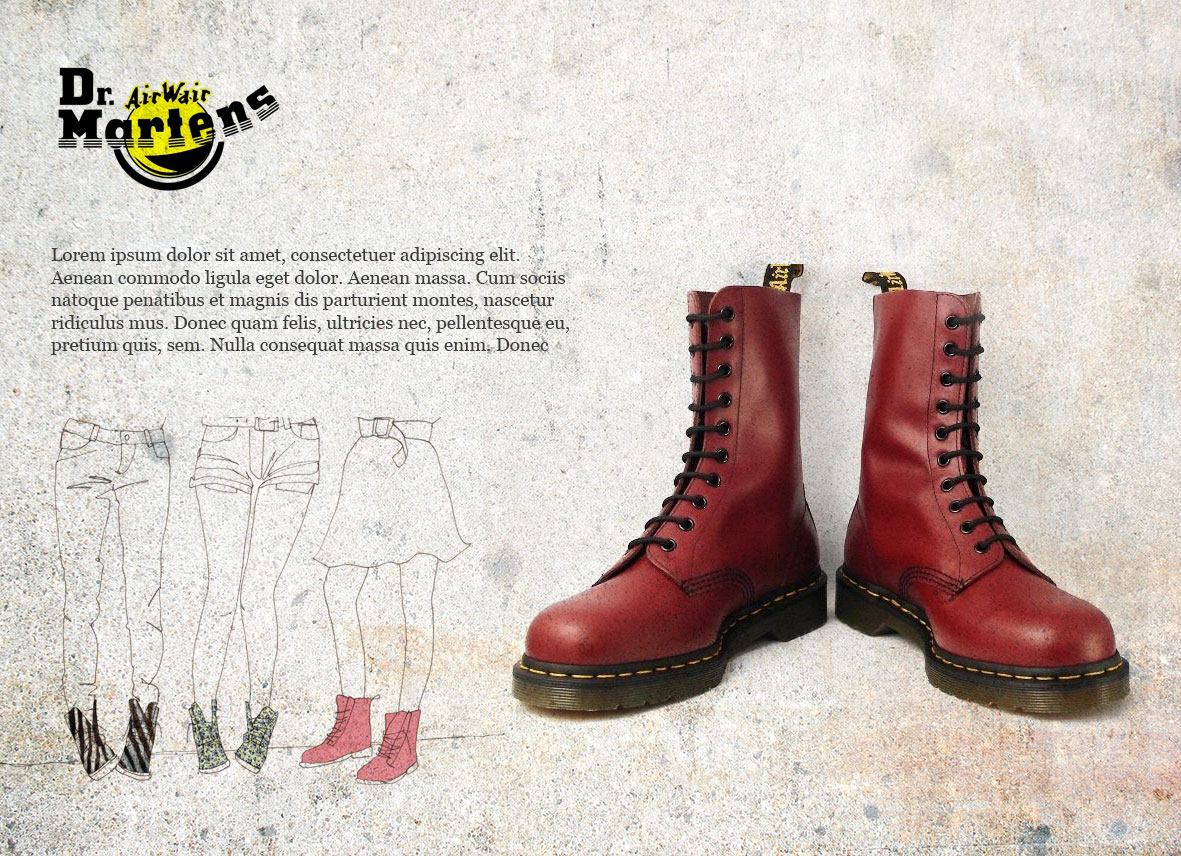 Dr. AirWair
Martens
Lorem ipsum dolor sit amet, consectetuer adipiscing elit.
Aenean commodo ligula eget dolor. Aenean massa. Cum sociis
natoque penatibus et magnis dis parturient montes, nascetur
ridiculus mus. Donec quam felis, ultricies nec, pellentesque eu,
pretium quis, sem. Nulla consequat massa quis enim. Donec